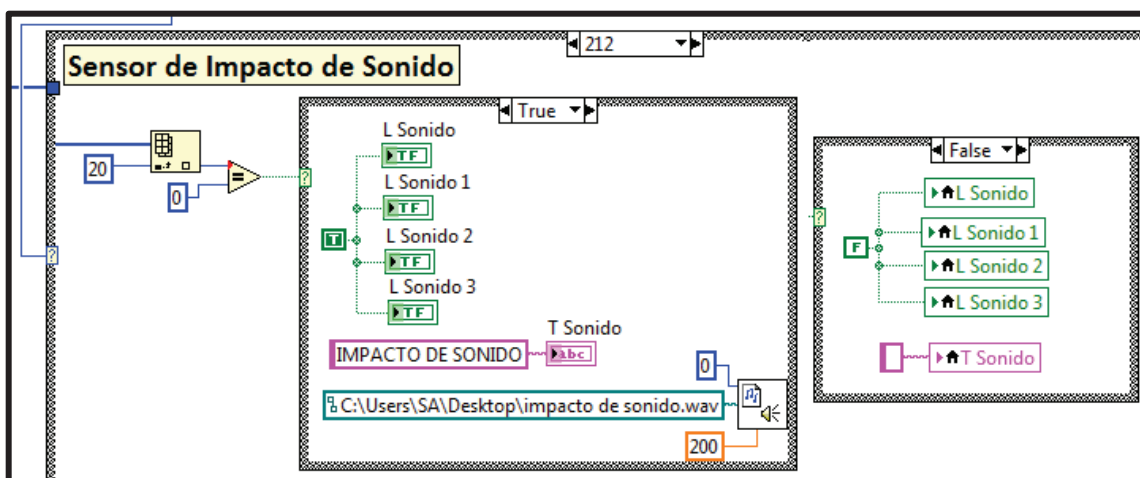 212
Sensor de Impacto de Sonido
True
L Sonido
TF
L Sonido 1
TF
L Sonido 2
TF
L Sonido 3
TF
20
0
=
?
?
T
T Sonido
IMPACTO DE SONIDO
abc
0
C:\Users\SA\Desktop\impacto de sonido.wav
200
False
?
L Sonido
L Sonido 1
F
L Sonido 2
L Sonido 3
T Sonido